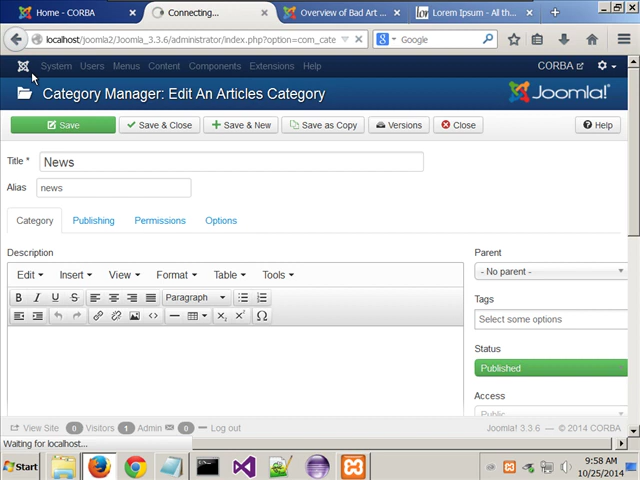 Home - CORBA
Connecting...
Overview of Bad Art ...
Lorem Ipsum - All th...
localhost/joomla2/Joomla_3.3.6/administrator/index.php?option=com_cate
Google
System Users Menus Content Components Extensions Help
CORBA
Category Manager: Edit An Articles Category
Joomla!
Save
Save & Close
Save & New
Save as Copy
Versions
Close
Help
Title *
News
Alias
news
Category
Publishing
Permissions
Options
Description
Edit
Insert
View
Format
Table
Tools
B I U S
Paragraph
Parent
- No parent -
Tags
Select some options
Status
Published
Access
Public
View Site 0 Visitors 1 Admin 0 Log out
Joomla! 3.3.6 — © 2014 CORBA
Waiting for localhost...
Start
9:58 AM
10/25/2014